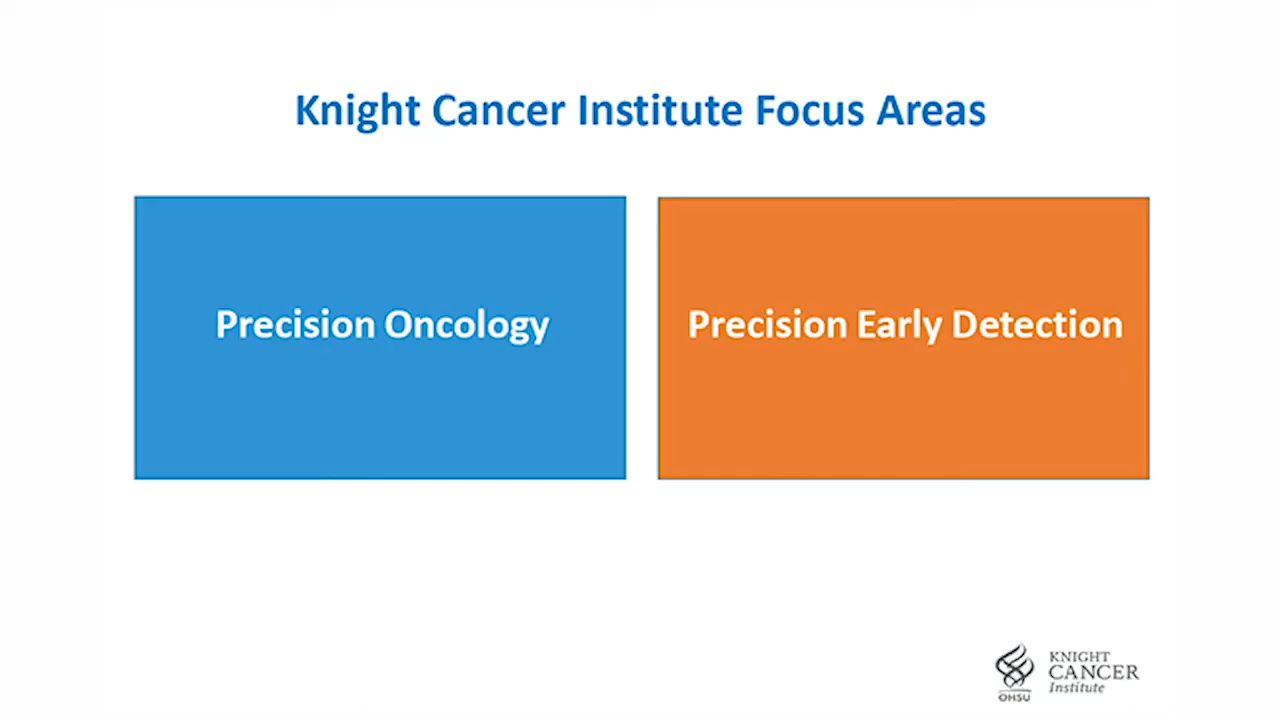 Knight Cancer Institute Focus Areas
Precision Oncology
Precision Early Detection
KNIGHT
CANCER
Institute
OHSU